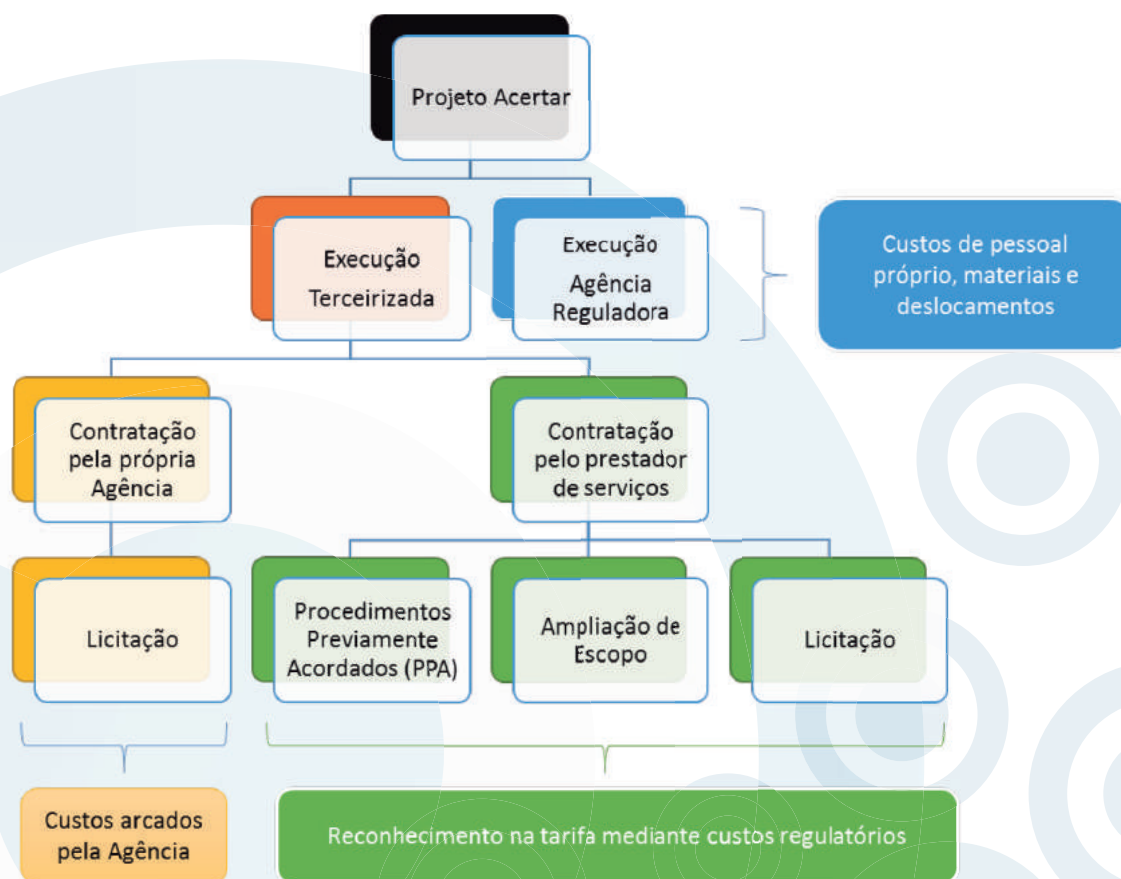 Projeto Acertar
Execução
Terceirizada
Execução
Agência
Reguladora
Custos de pessoal
próprio, materiais e
deslocamentos
Contratação
pela própria
Agência
Contratação
pelo prestador
de serviços
Licitação
Procedimentos
Previamente
Acordados (PPA)
Ampliação de
Escopo
Licitação
Custos arcados
pela Agência
Reconhecimento na tarifa mediante custos regulatórios